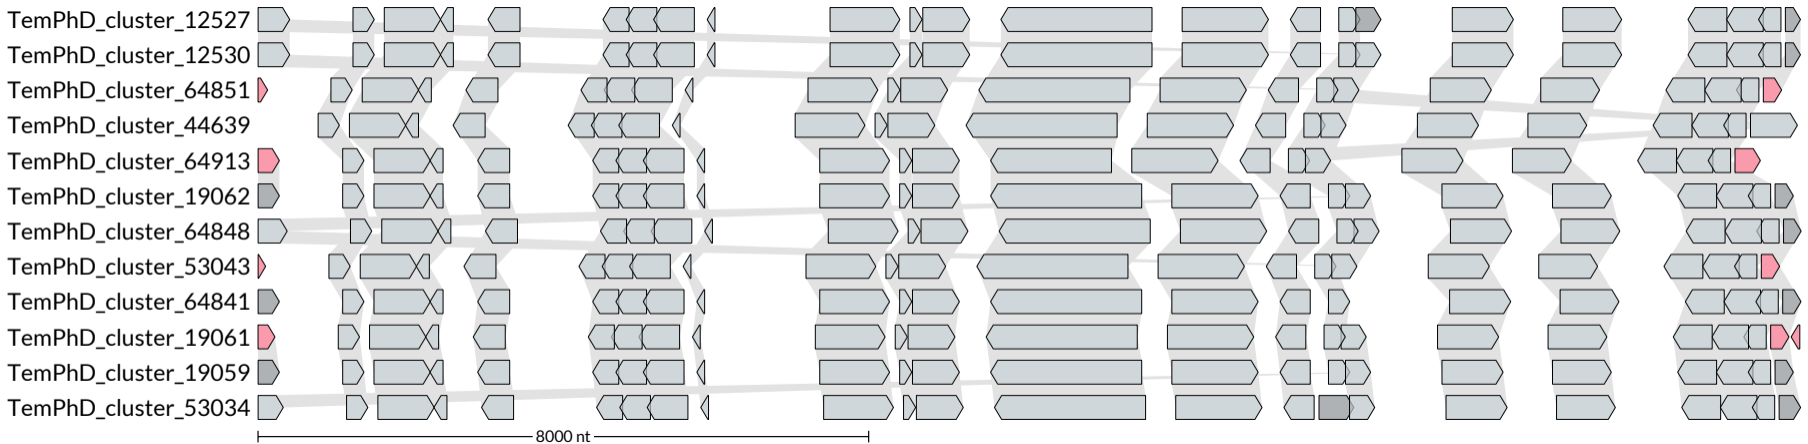 TemPhD_cluster_12527
TemPhD_cluster_12530
TemPhD_cluster_64851
TemPhD_cluster_44639
TemPhD_cluster_64913
TemPhD_cluster_19062
TemPhD_cluster_64848
TemPhD_cluster_53043
TemPhD_cluster_64841
TemPhD_cluster_19061
TemPhD_cluster_19059
TemPhD_cluster_53034
8000 nt